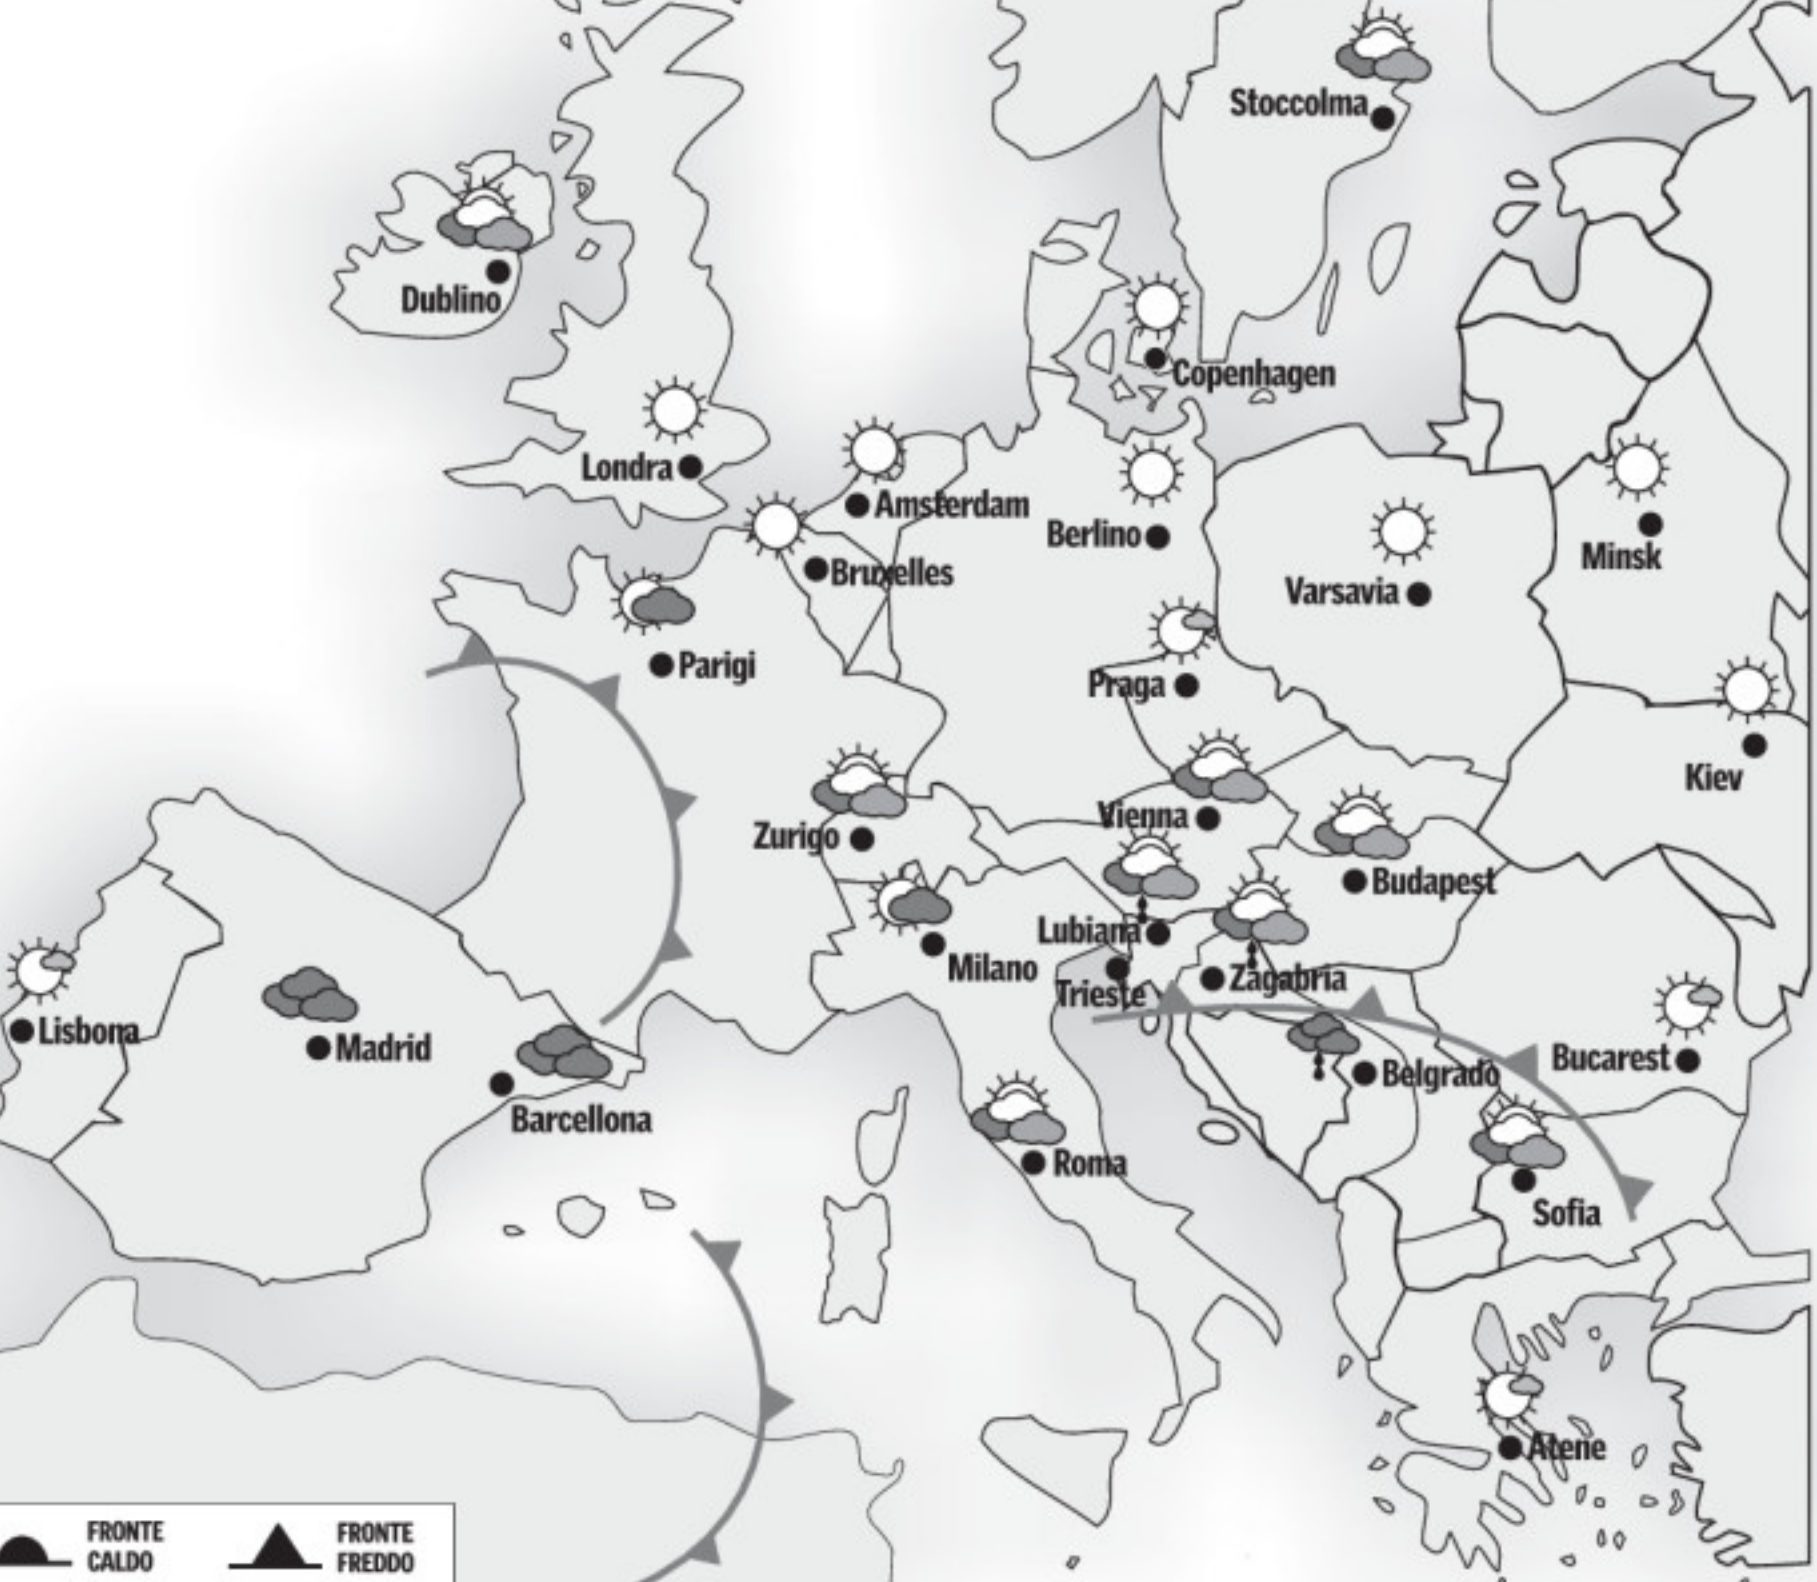 Stoccolma
Dublino
Copenhagen
Londra
Amsterdam
Berlino
Bruxelles
Minsk
Varsavia
Parigi
Praga
Kiev
Vienna
Zurigo
Budapest
Lubiana
Milano
Zagabria
Trieste
Lisbona
Madrid
Bucarest
Belgrado
Barcellona
Roma
Sofia
Atene
FRONTE
CALDO
FRONTE
FREDDO